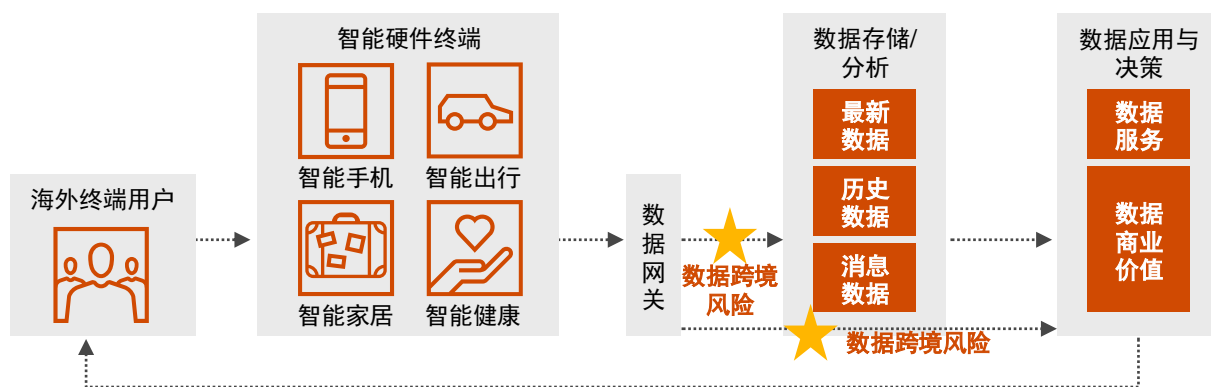 海外终端用户
智能硬件终端
智能手机
智能出行
智能家居
智能健康
数
据
网
关
数据跨境
风险
数据存储/
分析
最新
数据
历史
数据
消息
数据
数据跨境风险
数据应用与
决策
数据
服务
数据
商业
价值